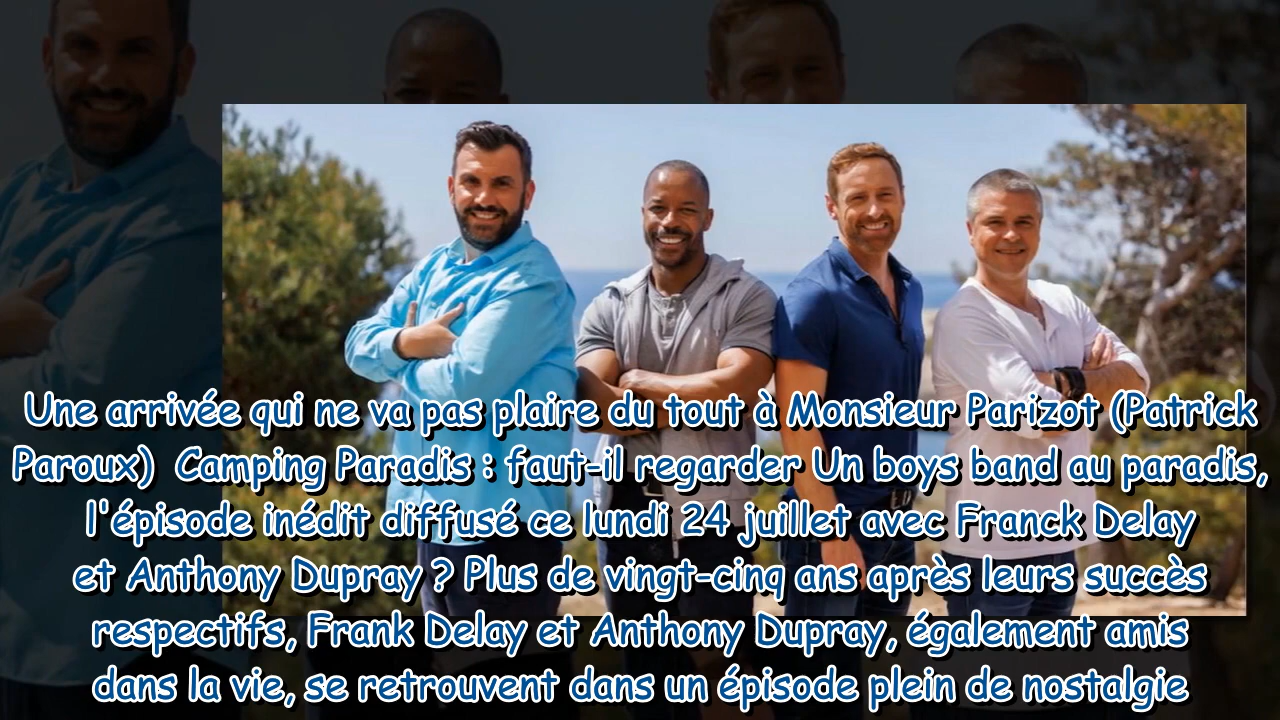 Une arrivée qui ne va pas plaire du tout à Monsieur Parizot (Patrick
Paroux)  Camping Paradis : faut-il regarder Un boys band au paradis,
l'épisode inédit diffusé ce lundi 24 juillet avec Franck Delay
et Anthony Dupray ? Plus de vingt-cinq ans après leurs succès
respectifs, Frank Delay et Anthony Dupray, également amis
dans la vie, se retrouvent dans un épisode plein de nostalgie